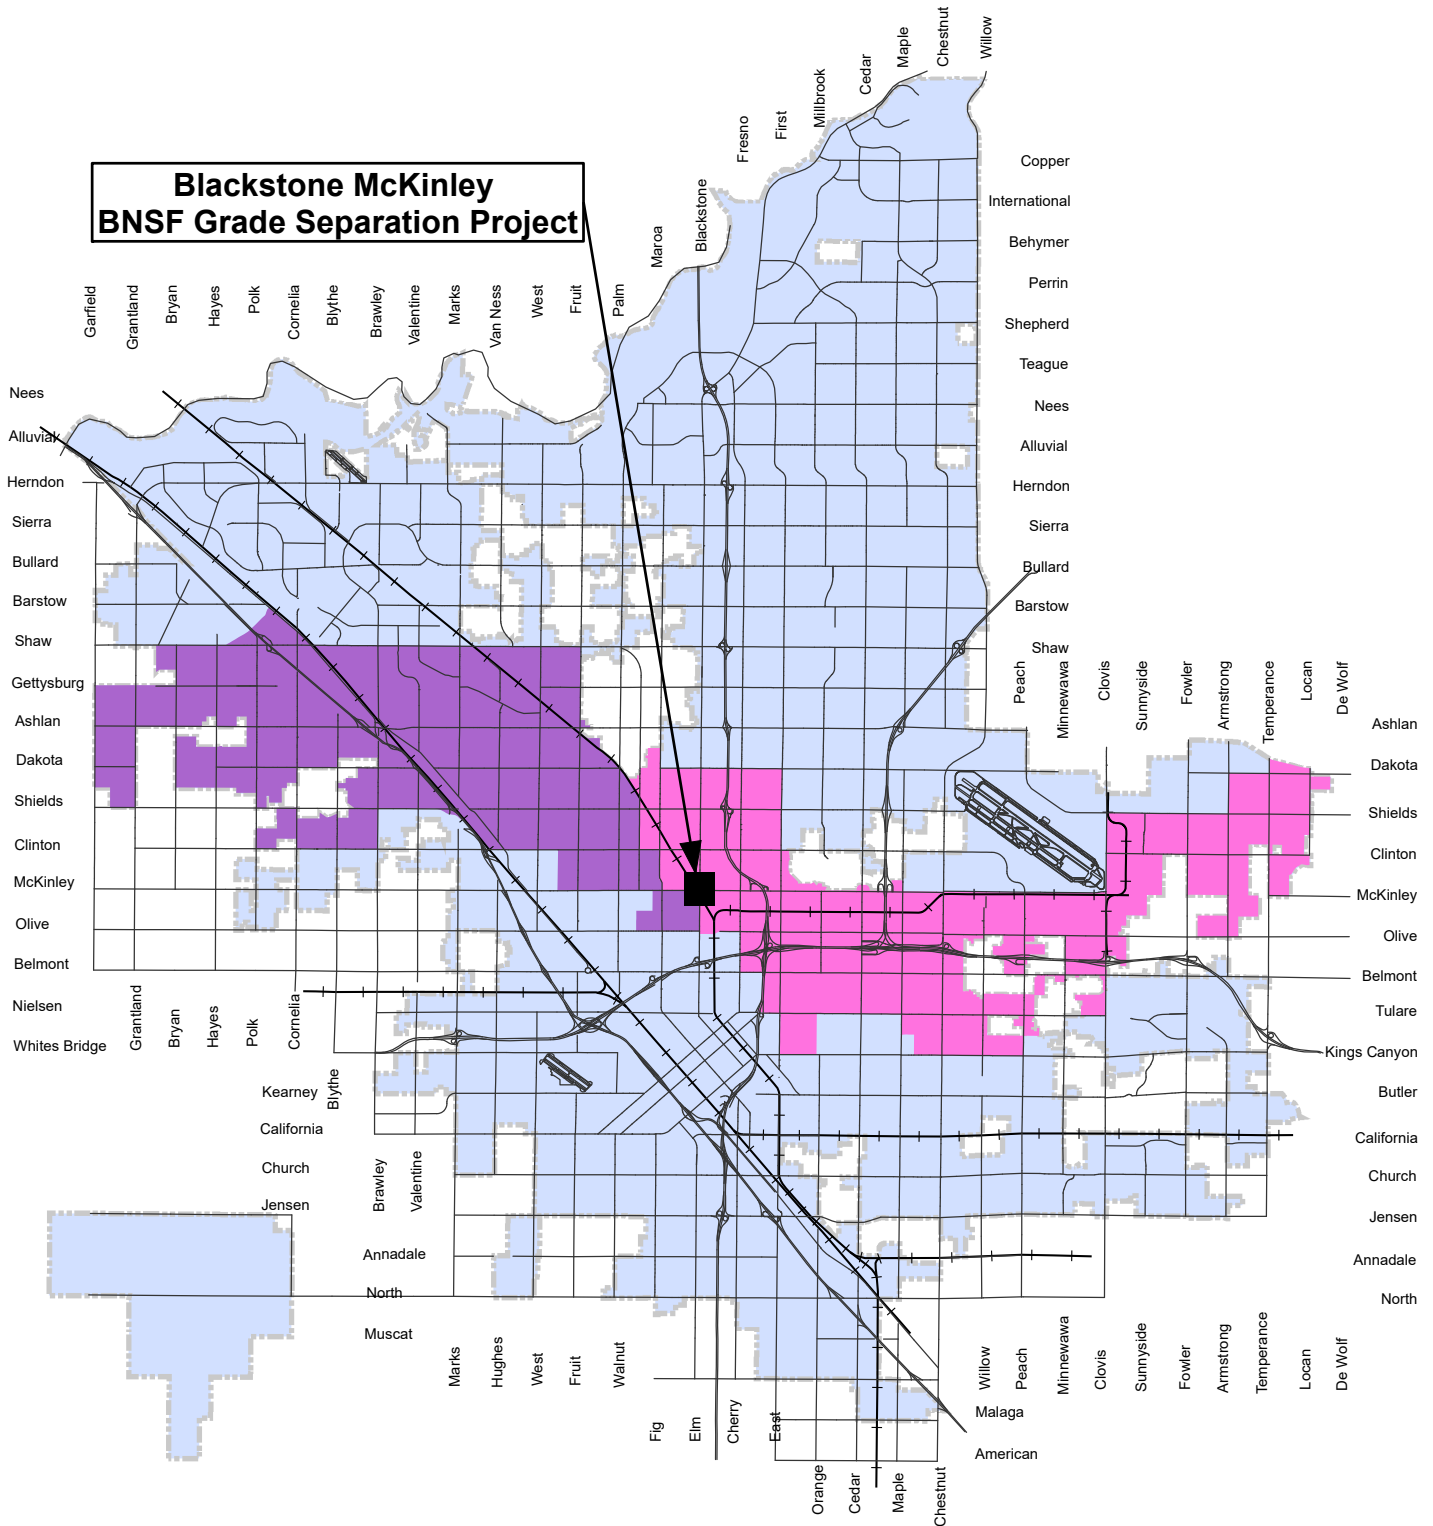 Blackstone McKinley
BNSF Grade Separation Project
Garfield
Grantland
Bryan
Hayes
Polk
Cornelia
Blythe
Brawley
Valentine
Marks
Van Ness
West
Fruit
Palm
Maroa
Blackstone
Fresno
First
Millbrook
Cedar
Maple
Chestnut
Willow
Copper
International
Behymer
Perrin
Shepherd
Teague
Nees
Alluvial
Herndon
Sierra
Bullard
Barstow
Shaw
Nees
Alluvial
Herndon
Sierra
Bullard
Barstow
Shaw
Gettysburg
Ashlan
Dakota
Shields
Clinton
McKinley
Olive
Belmont
Nielsen
Whites Bridge
Peach
Minnewawa
Clovis
Sunnyside
Fowler
Armstrong
Temperance
Locan
De Wolf
Ashlan
Dakota
Shields
Clinton
McKinley
Olive
Belmont
Tulare
Kings Canyon
Butler
California
Church
Jensen
Annadale
North
Grantland
Bryan
Hayes
Polk
Cornelia
Blythe
Kearney
California
Church
Jensen
Brawley
Valentine
Annadale
North
Muscat
Marks
Hughes
West
Fruit
Walnut
Fig
Elm
Cherry
East
Orange
Cedar
Maple
Chestnut
Willow
Peach
Minnewawa
Clovis
Sunnyside
Fowler
Armstrong
Temperance
Locan
De Wolf
Malaga
American